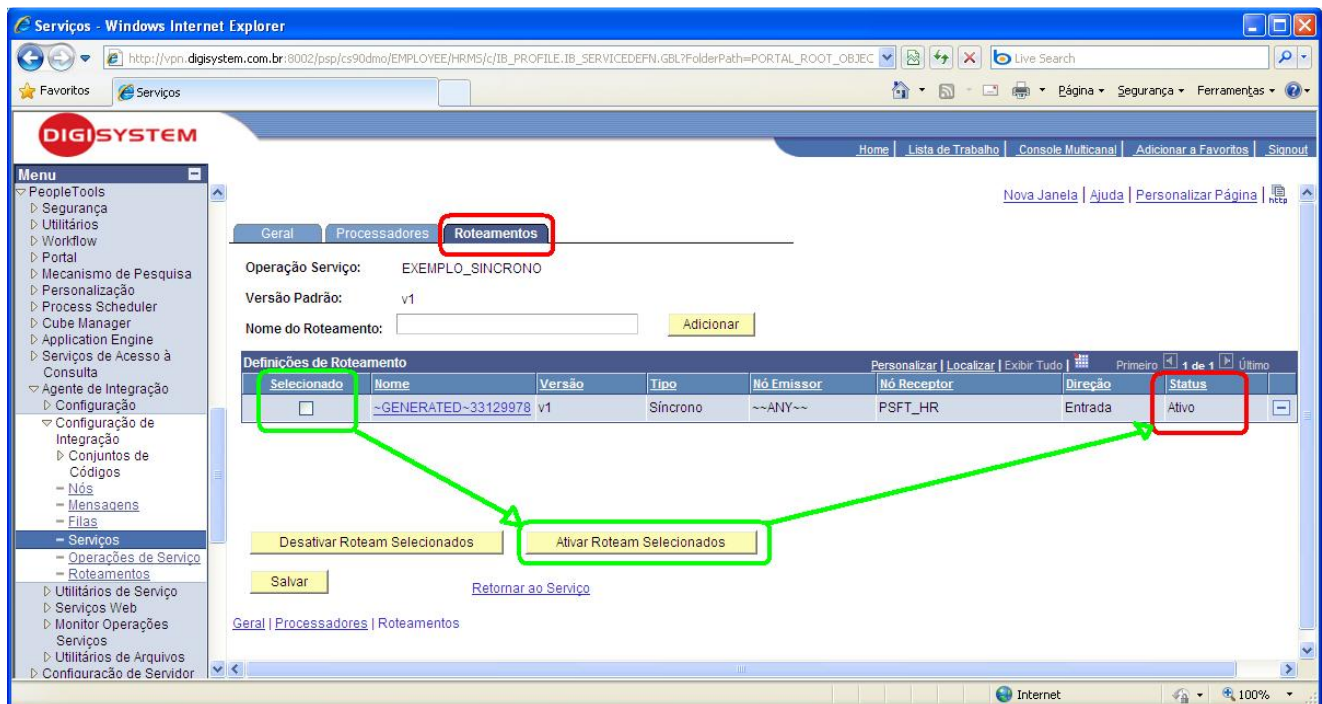 Serviços - Windows Internet Explorer
http://vpn.digisystem.com.br:8002/psp/cs90dmo/EMPLOYEE/HRMS/c/IB_PROFILE.IB_SERVICEDEFN.GBL?FolderPath=PORTAL_ROOT_OBJEC
Live Search
Favoritos
Serviços
Página
Segurança
Ferramentas
DIGISYSTEM
Home | Lista de Trabalho | Console Multicanal | Adicionar a Favoritos | Signout
Menu
PeopleTools
Segurança
Utilitários
Workflow
Portal
Mecanismo de Pesquisa
Personalização
Process Scheduler
Cube Manager
Application Engine
Serviços de Acesso à
Consulta
Agente de Integração
Configuração
Configuração de
Integração
Conjuntos de
Códigos
Nós
Mensagens
Filas
Serviços
Operações de Serviço
Roteamentos
Utilitários de Serviço
Serviços Web
Monitor Operações
Serviços
Utilitários de Arquivos
Configuração de Servidor
Nova Janela | Ajuda | Personalizar Página |
http
Geral
Processadores
Roteamentos
Operação Serviço: EXEMPLO_SINCRONO
Versão Padrão: v1
Nome do Roteamento:
Adicionar
Definições de Roteamento
Personalizar | Localizar | Exibir Tudo | Primeiro 1 de 1 Último
Selecionado Nome Versão Tipo Nó Emissor Nó Receptor Direção Status
~GENERATED~33129978 v1 Síncrono ~~ANY~~ PSFT_HR Entrada Ativo
Desativar Roteam Selecionados
Ativar Roteam Selecionados
Salvar
Retornar ao Serviço
Geral | Processadores | Roteamentos
Internet
100%